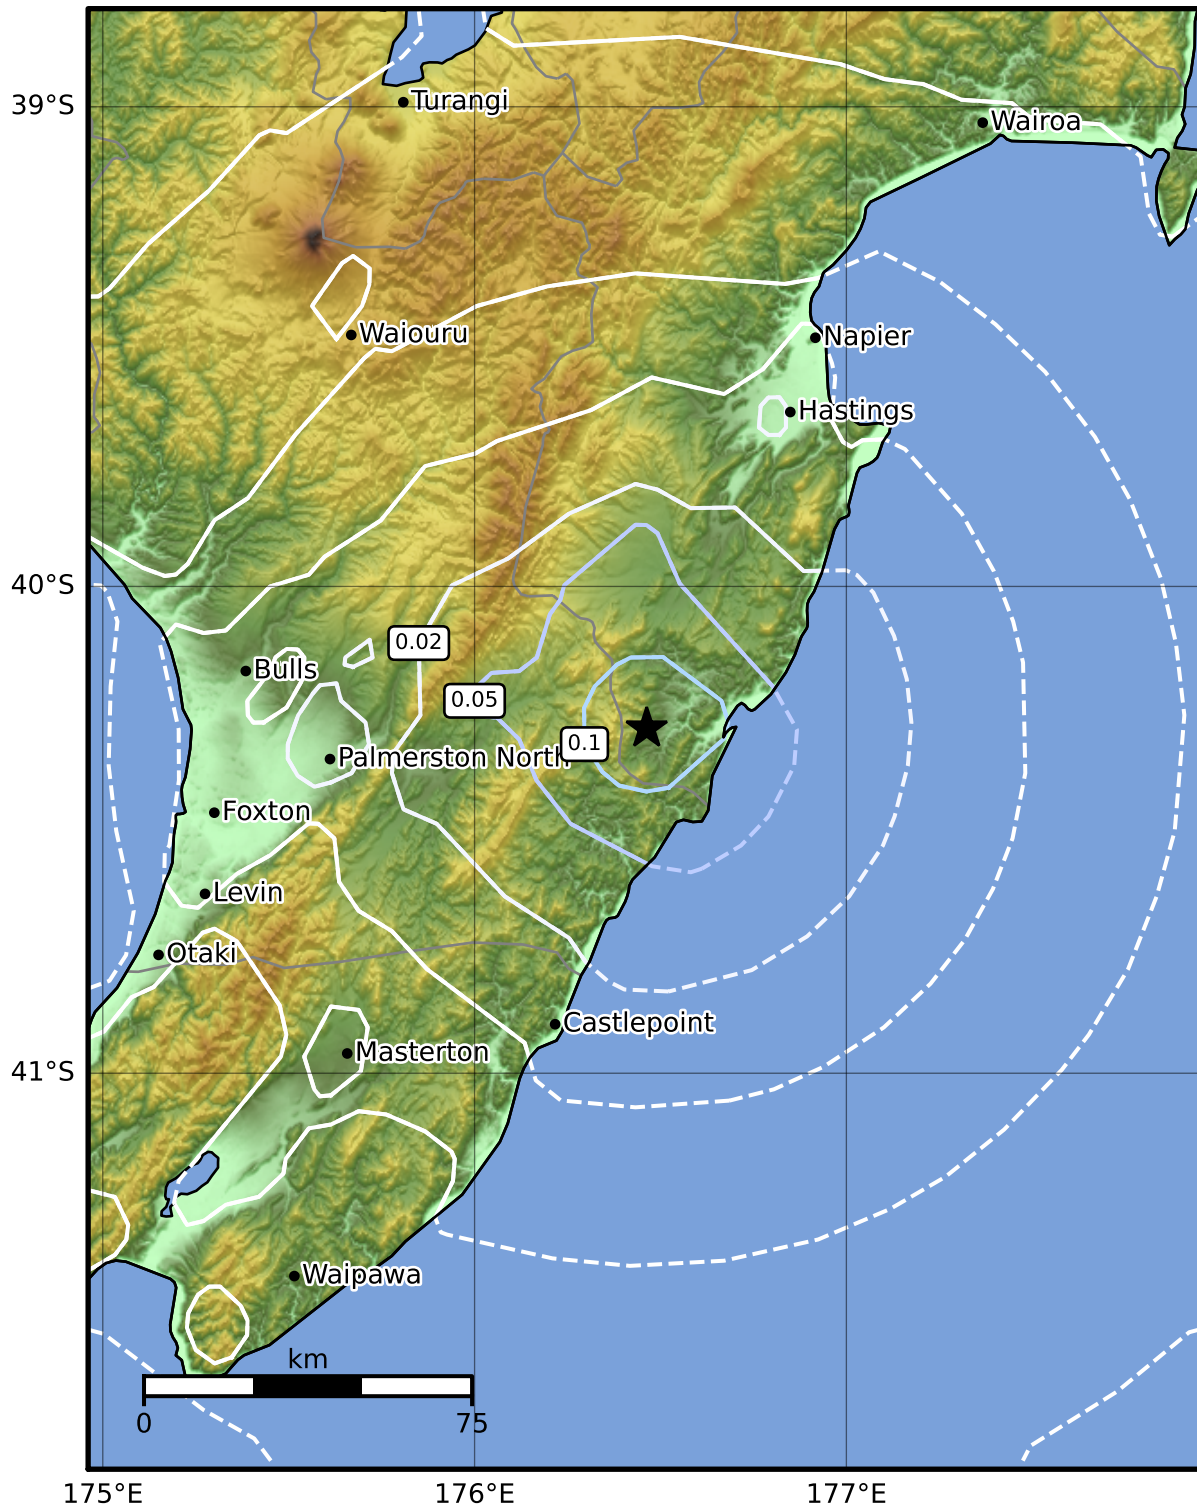 39°S
Turangi
Wairoa
Waiouru
Napier
Hastings
40°S
0.02
Bulls
0.05
0.1
Palmerston North
Foxton
Levin
Otaki
Castlepoint
Masterton
41°S
Waipawa
km
0 75
175°E 176°E 177°E